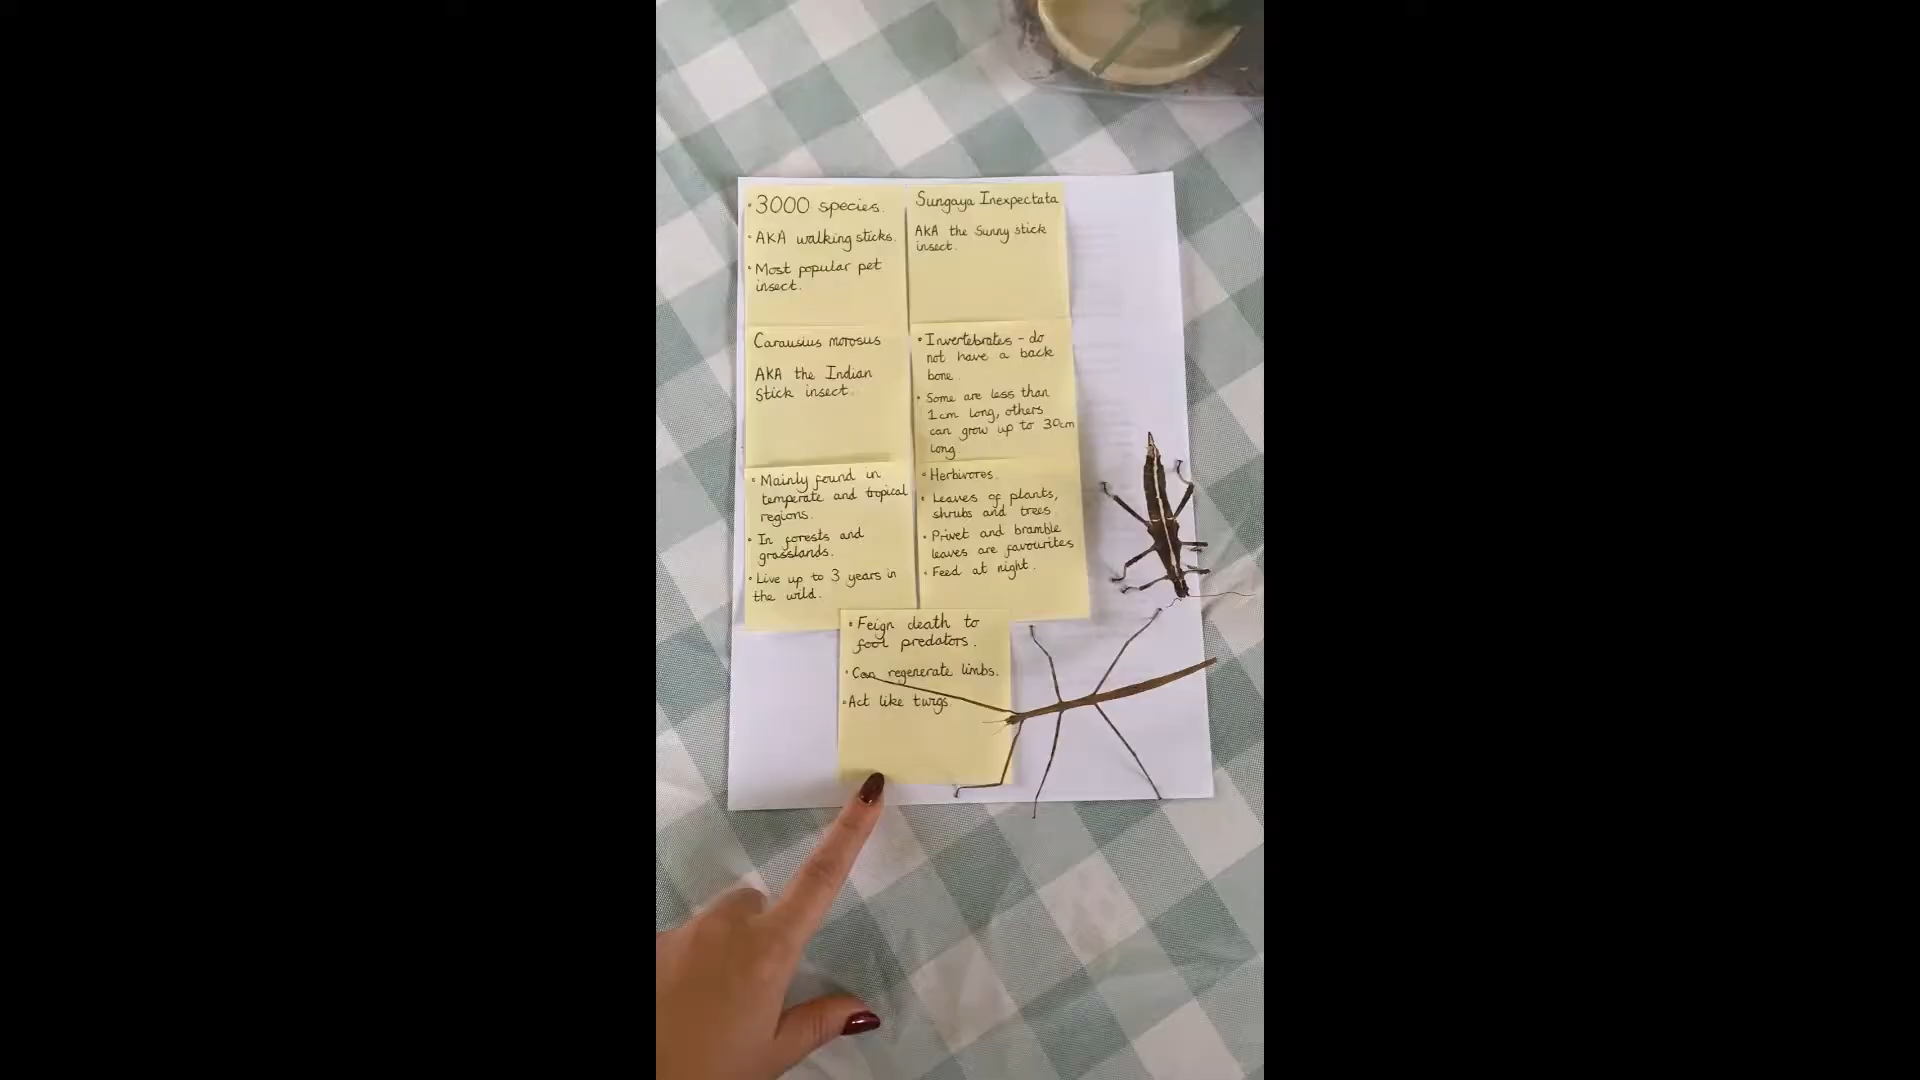 • 3000 species.
• AKA walking sticks.
• Most popular pet
insect.
Sungaya Inexpectata
AKA the Sunny stick
insect.
Carausius morosus
AKA the Indian
Stick insect.
• Invertebrates - do
not have a back
bone.
• Some are less than
1cm long, others
can grow up to 30cm
long.
• Mainly found in
temperate and tropical
regions.
• In forests and
grasslands.
• Live up to 3 years in
the wild.
• Herbivores.
• Leaves of plants,
shrubs and trees
• Privet and bramble
leaves are favourites
• Feed at night.
• Feign death to
fool predators.
• Can regenerate limbs.
• Act like twigs.